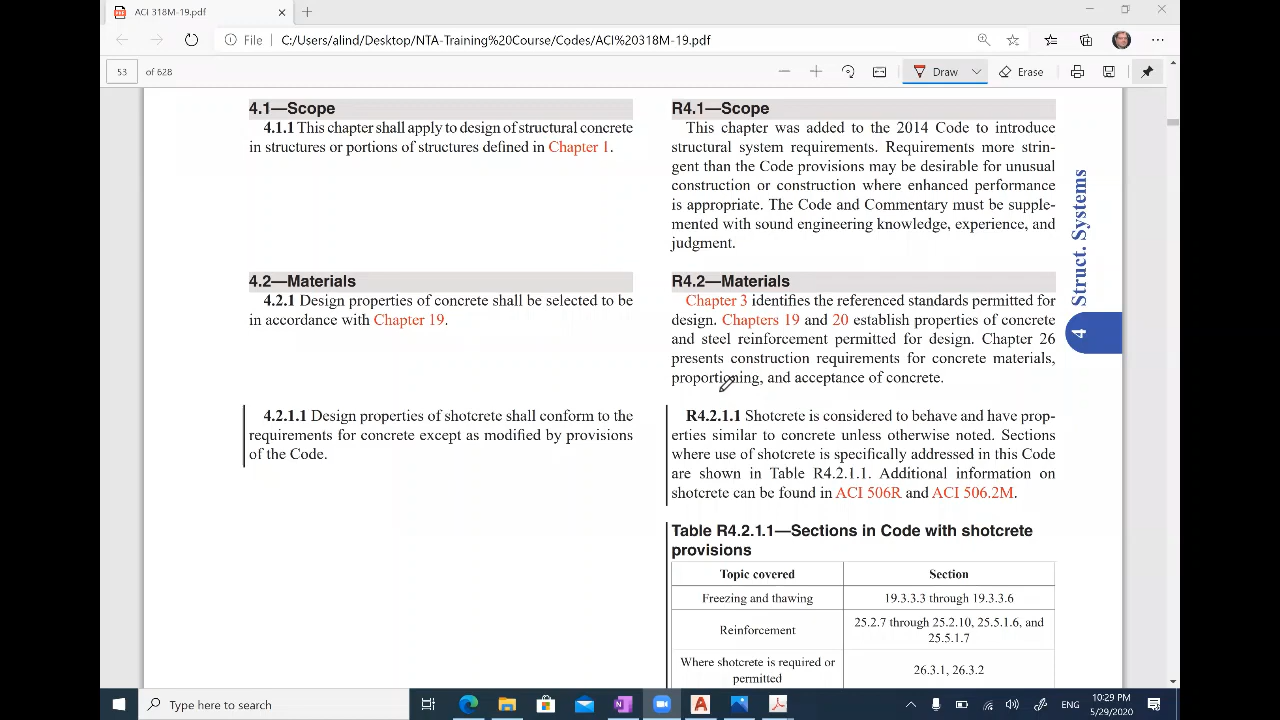 ACI 318M-19.pdf
File
C:/Users/alind/Desktop/NTA-Training%20Course/Codes/ACI%20318M-19.pdf
53 of 628
Draw
Erase
4.1—Scope
4.1.1 This chapter shall apply to design of structural concrete
in structures or portions of structures defined in Chapter 1.
R4.1—Scope
This chapter was added to the 2014 Code to introduce
structural system requirements. Requirements more strin-
gent than the Code provisions may be desirable for unusual
construction or construction where enhanced performance
is appropriate. The Code and Commentary must be supple-
mented with sound engineering knowledge, experience, and
judgment.
4.2—Materials
4.2.1 Design properties of concrete shall be selected to be
in accordance with Chapter 19.
R4.2—Materials
Chapter 3 identifies the referenced standards permitted for
design. Chapters 19 and 20 establish properties of concrete
and steel reinforcement permitted for design. Chapter 26
presents construction requirements for concrete materials,
proportioning, and acceptance of concrete.
4.2.1.1 Design properties of shotcrete shall conform to the
requirements for concrete except as modified by provisions
of the Code.
R4.2.1.1 Shotcrete is considered to behave and have prop-
erties similar to concrete unless otherwise noted. Sections
where use of shotcrete is specifically addressed in this Code
are shown in Table R4.2.1.1. Additional information on
shotcrete can be found in ACI 506R and ACI 506.2M.
Table R4.2.1.1—Sections in Code with shotcrete
provisions
Topic covered
Section
Freezing and thawing
19.3.3.3 through 19.3.3.6
Reinforcement
25.2.7 through 25.2.10, 25.5.1.6, and
25.5.1.7
Where shotcrete is required or
permitted
26.3.1, 26.3.2
Struct. Systems
4
Type here to search
ENG
10:29 PM
5/29/2020